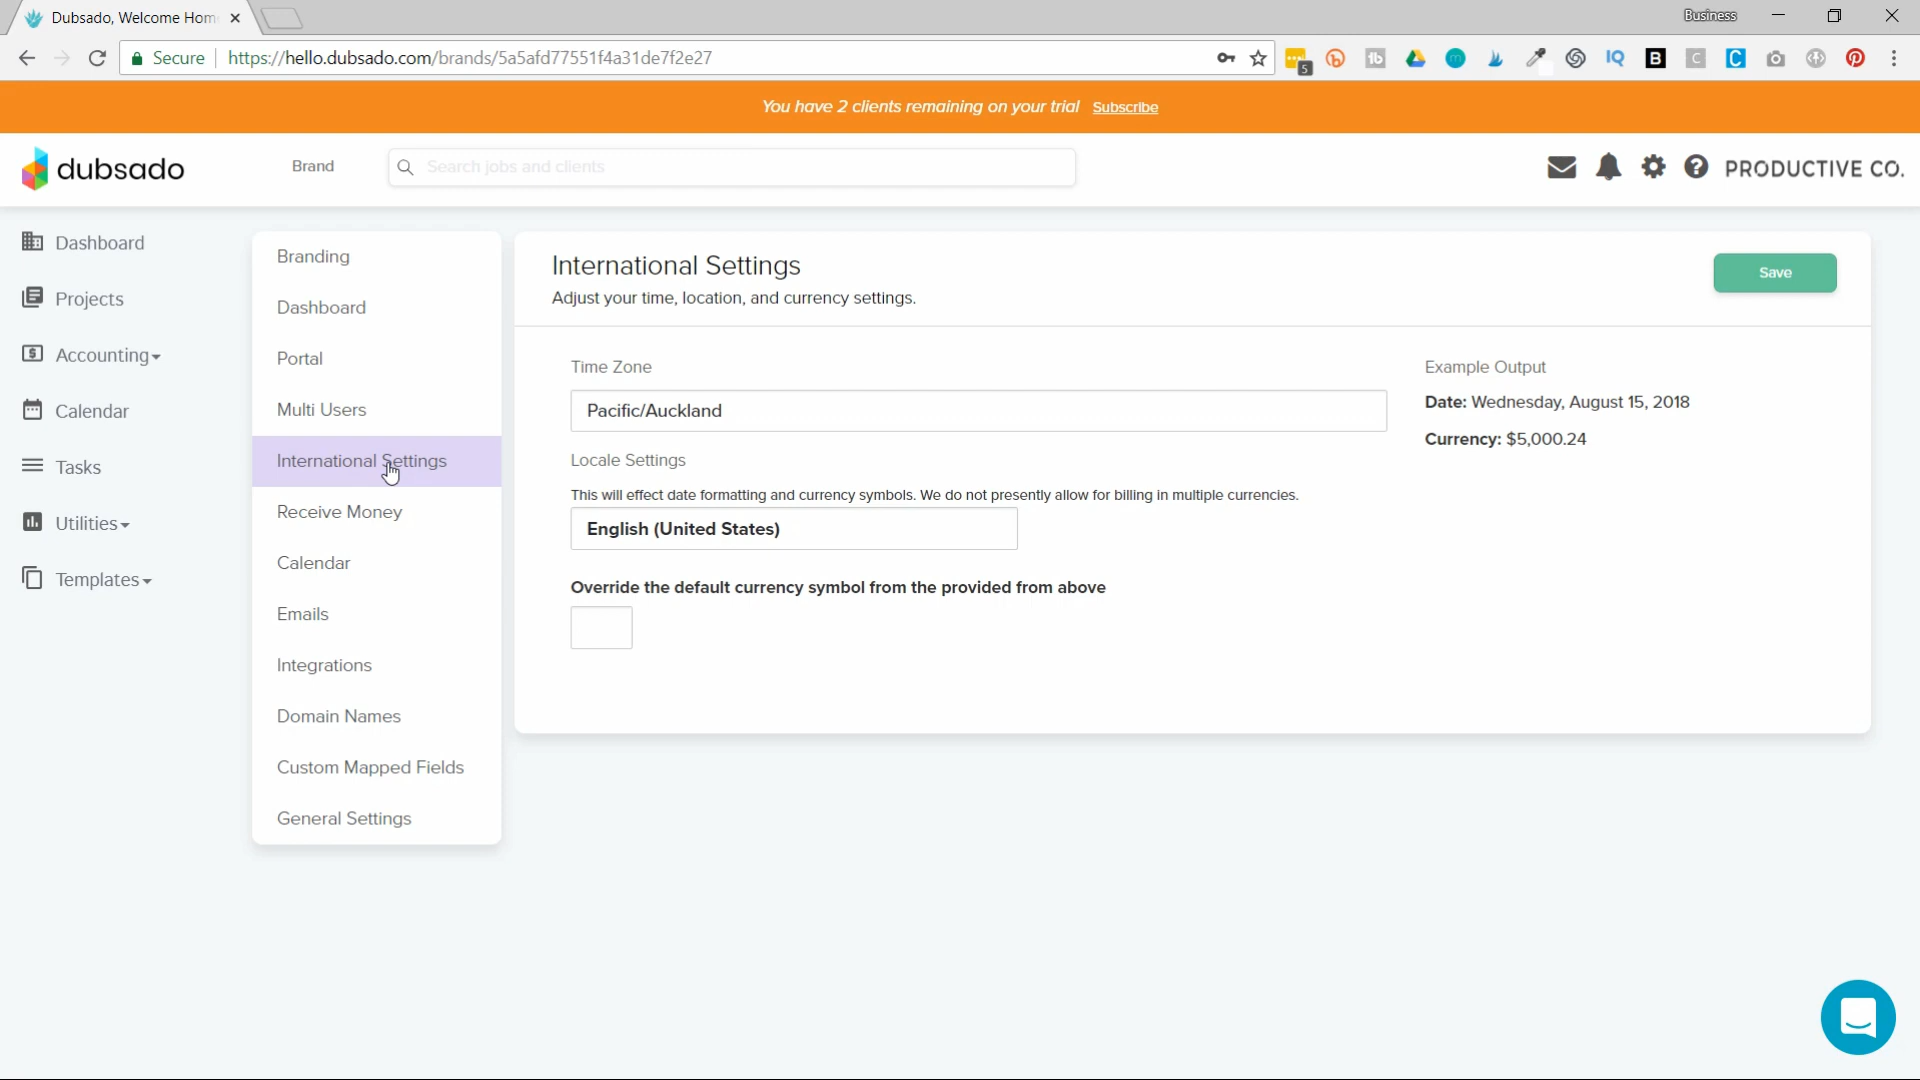 Dubsado, Welcome Hom
Business
Secure
https://hello.dubsado.com/brands/5a5afd77551f4a31de7f2e27
5
tb
m
IQ
B
C
C
You have 2 clients remaining on your trial Subscribe
dubsado
Brand
Search jobs and clients
PRODUCTIVE CO.
Dashboard
Projects
Accounting
Calendar
Tasks
Utilities
Templates
Branding
Dashboard
Portal
Multi Users
International Settings
Receive Money
Calendar
Emails
Integrations
Domain Names
Custom Mapped Fields
General Settings
International Settings
Adjust your time, location, and currency settings.
Save
Time Zone
Pacific/Auckland
Locale Settings
This will effect date formatting and currency symbols. We do not presently allow for billing in multiple currencies.
English (United States)
Override the default currency symbol from the provided from above
Example Output
Date: Wednesday, August 15, 2018
Currency: $5,000.24